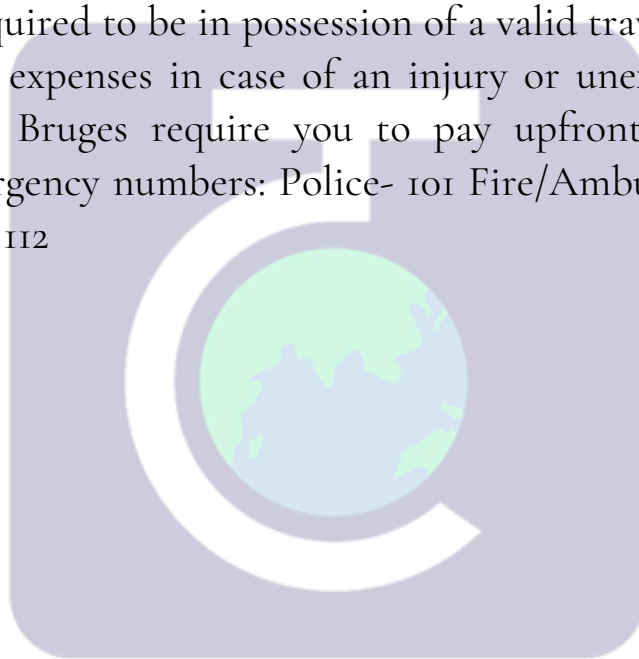 quired to be in possession of a valid trav
expenses in case of an injury or une
Bruges require you to pay upfront
rgency numbers: Police- 101 Fire/Ambu
112